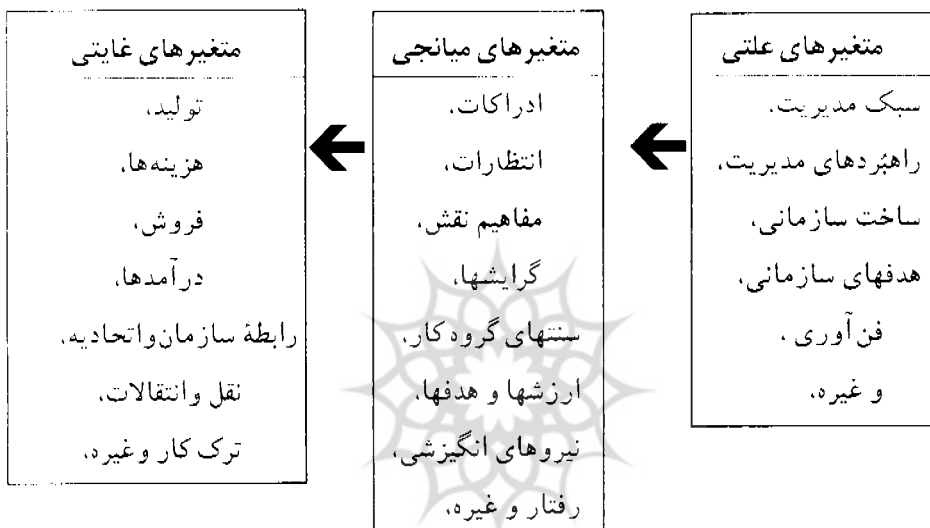 متغیرهای علتی
سبک مدیریت،
راهبُردهای مدیریت،
ساخت سازمانی،
هدفهای سازمانی،
فن‌آوری ،
و غیره.
متغیرهای میانجی
ادراکات،
انتظارات،
مفاهیم نقش،
گرایشها،
سنتهای گروه کار،
ارزشها و هدفها،
نیروهای انگیزشی،
رفتار و غیره.
متغیرهای غایتی
تولید،
هزینه‌ها،
فروش،
درآمدها،
رابطهٔ سازمان‌واتحادیه،
نقل وانتقالات،
ترک کار وغیره.